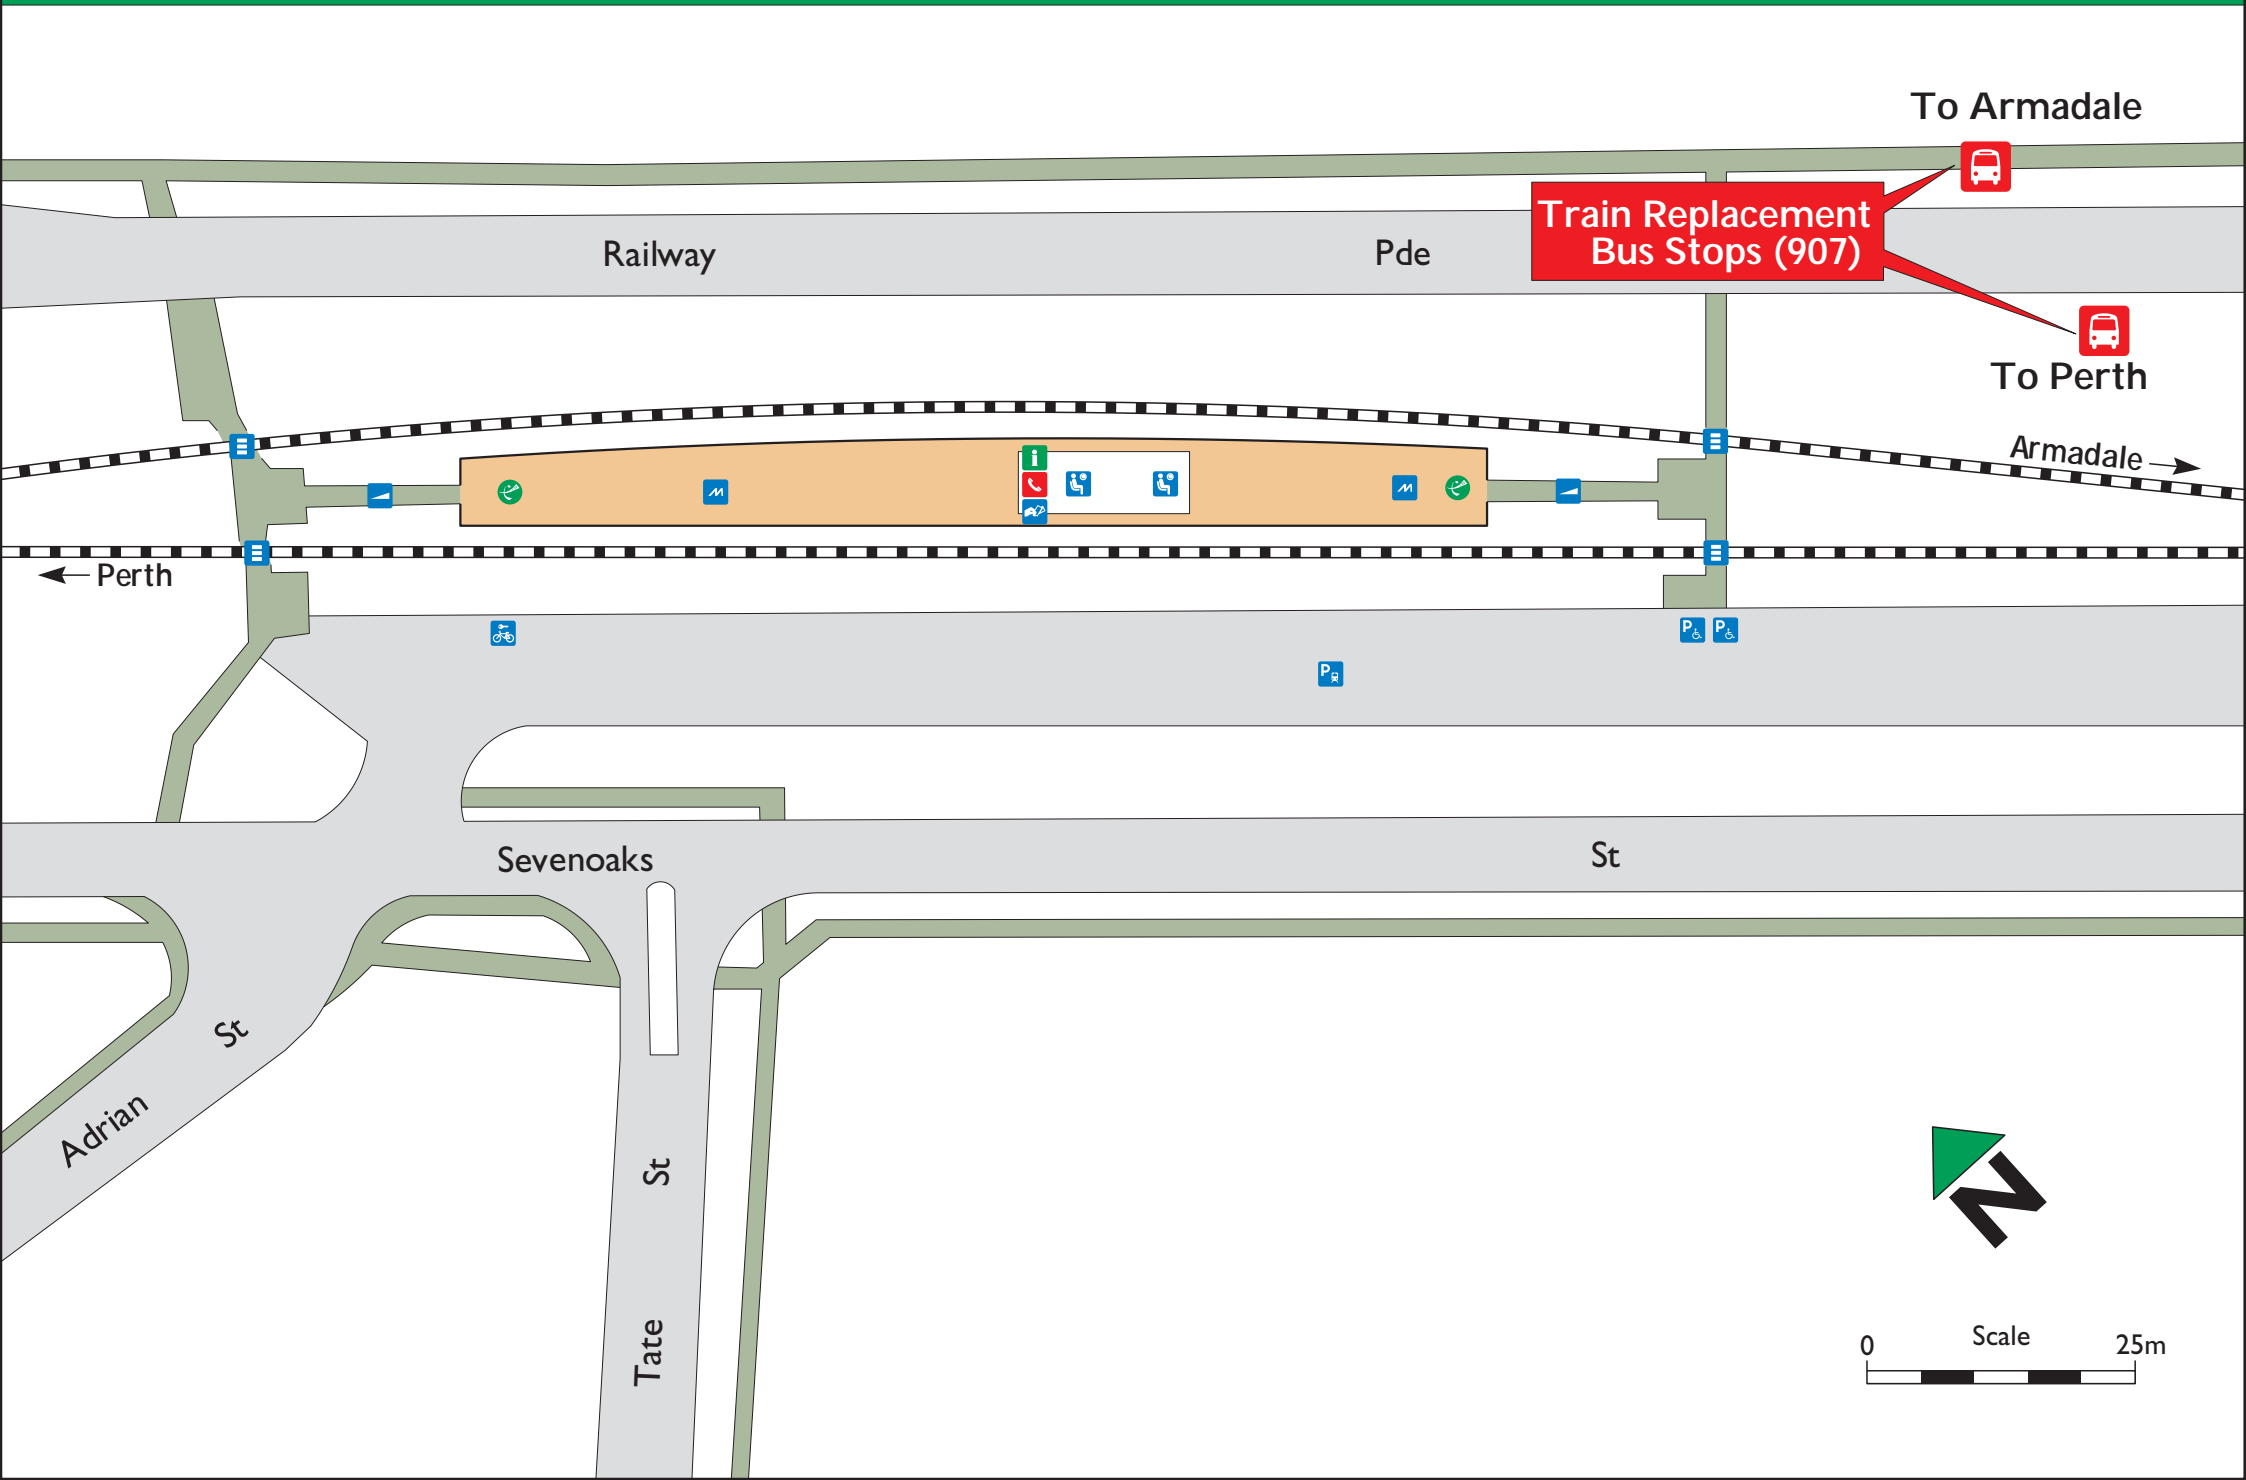 To Armadale
Train Replacement
Bus Stops (907)
Railway Pde
To Perth
Armadale
i
Perth
P P
P
Sevenoaks St
St
Adrian
St
Tate
N
0 Scale 25m